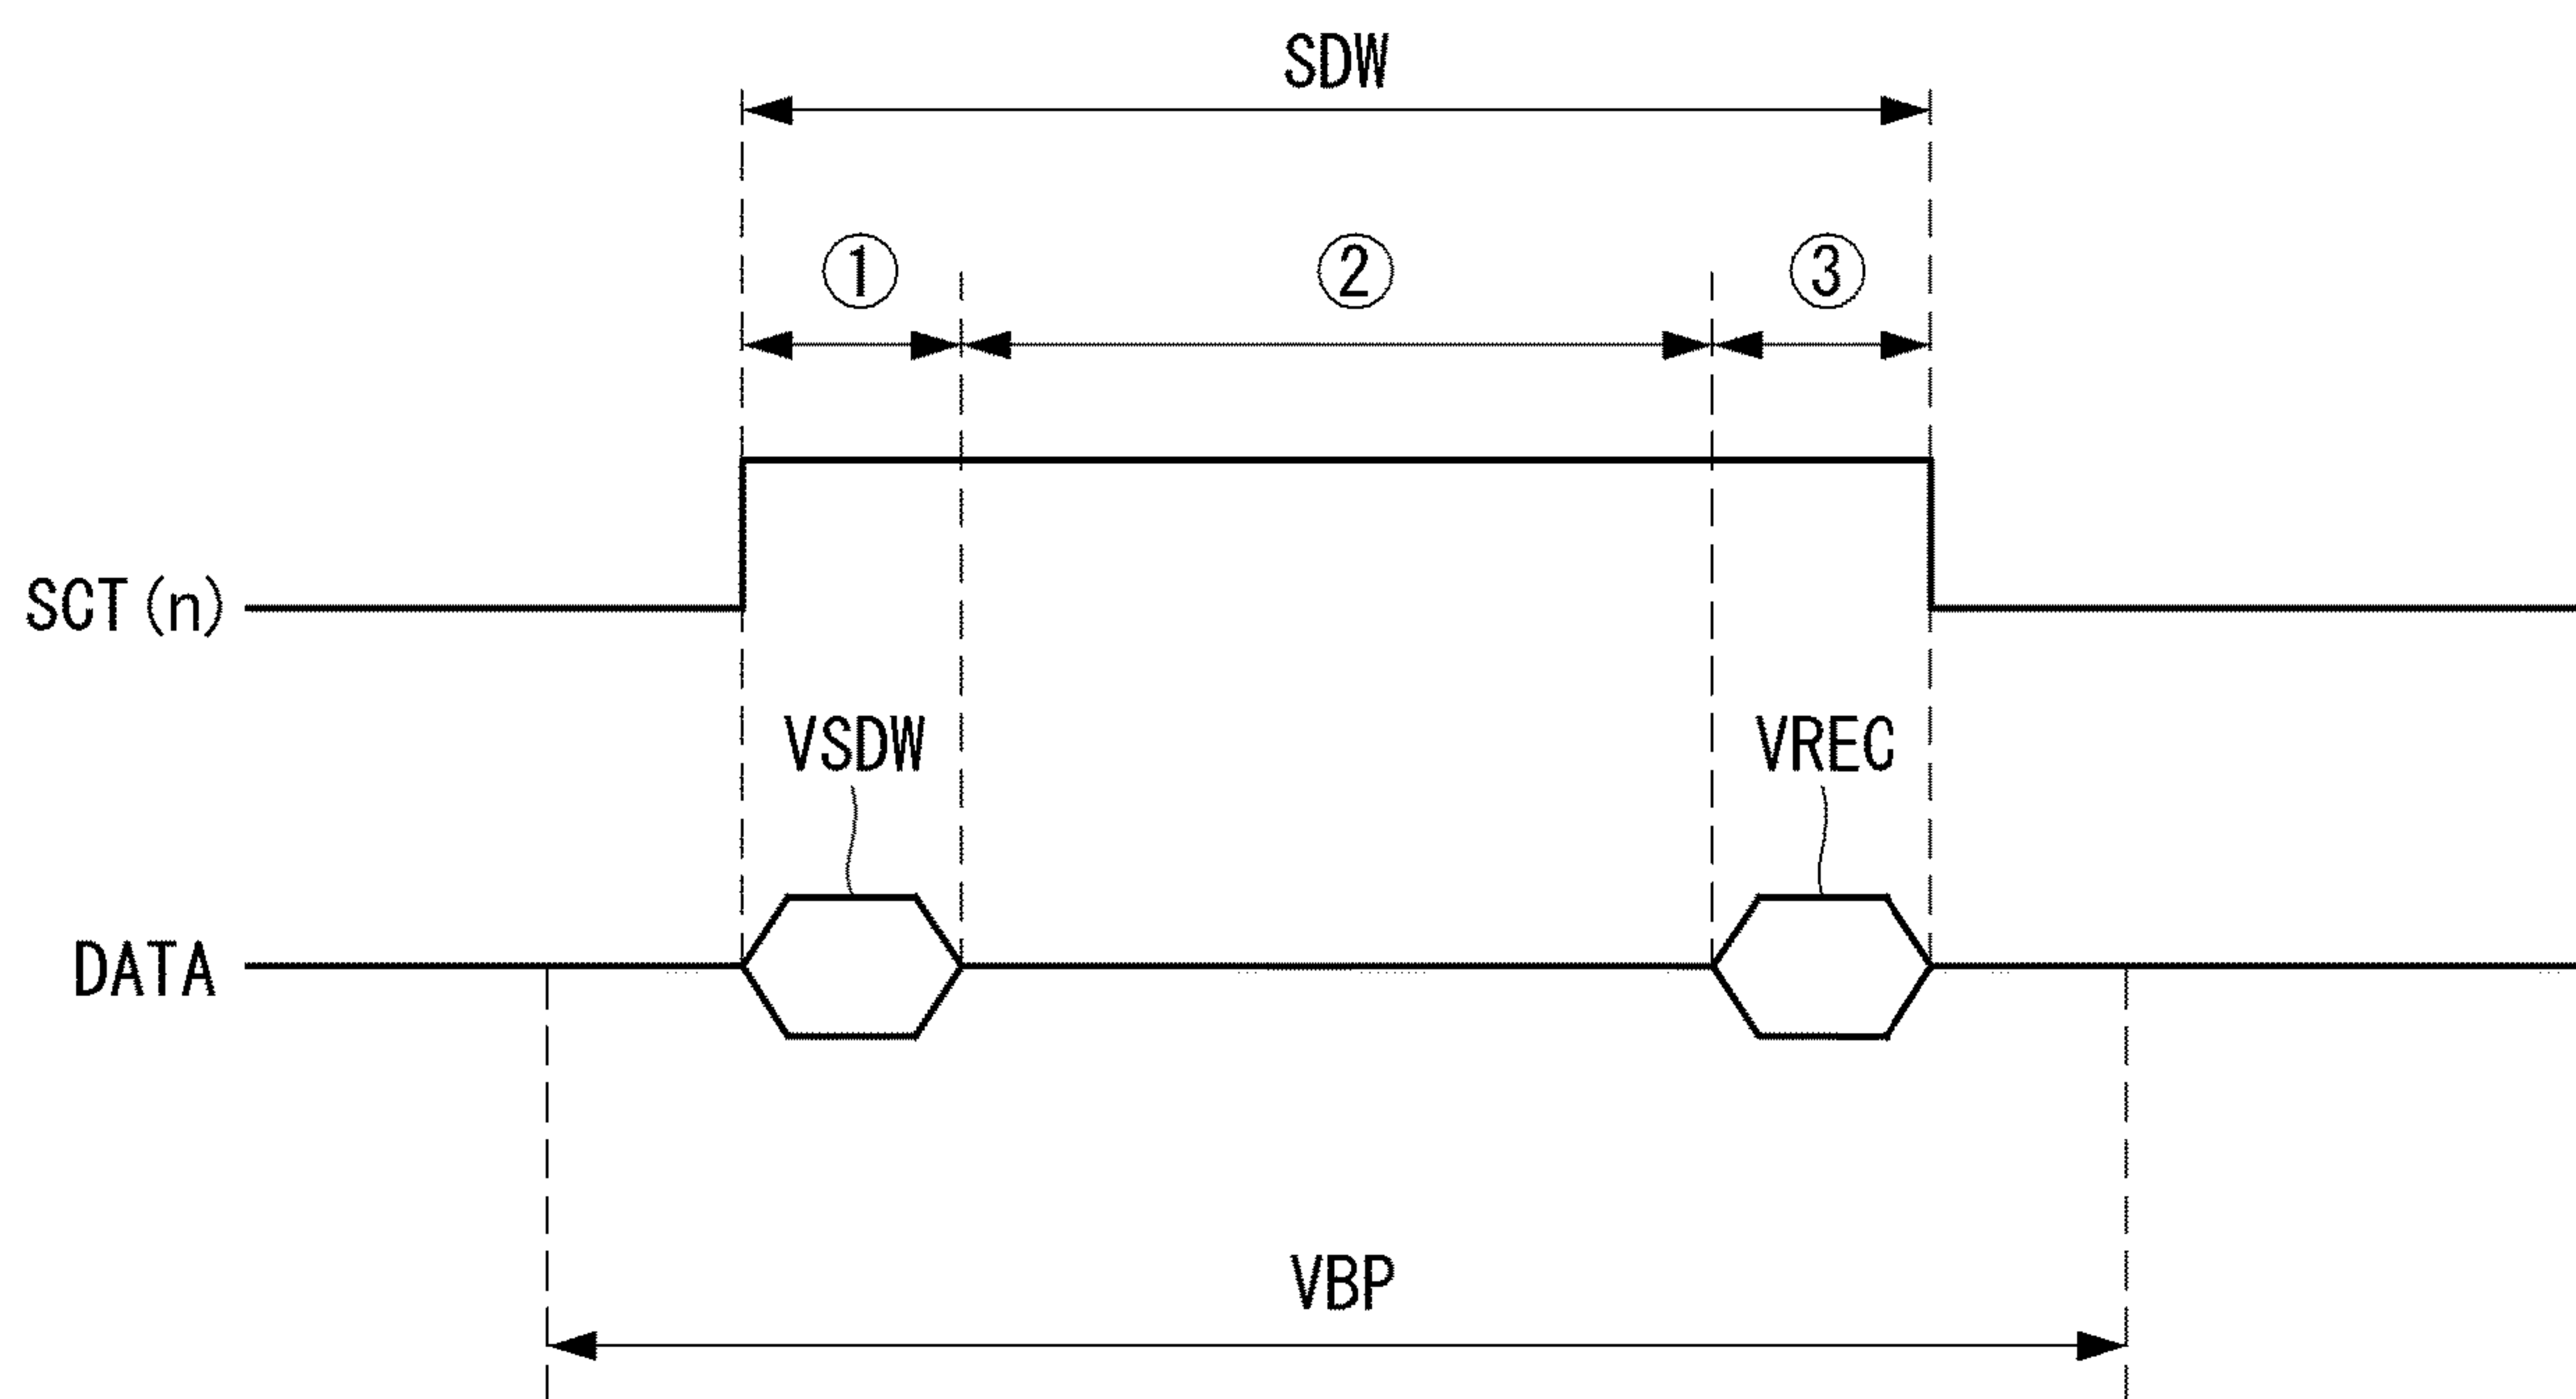 SDW
① ② ③
SCT(n)
VSDW VREC
DATA
VBP